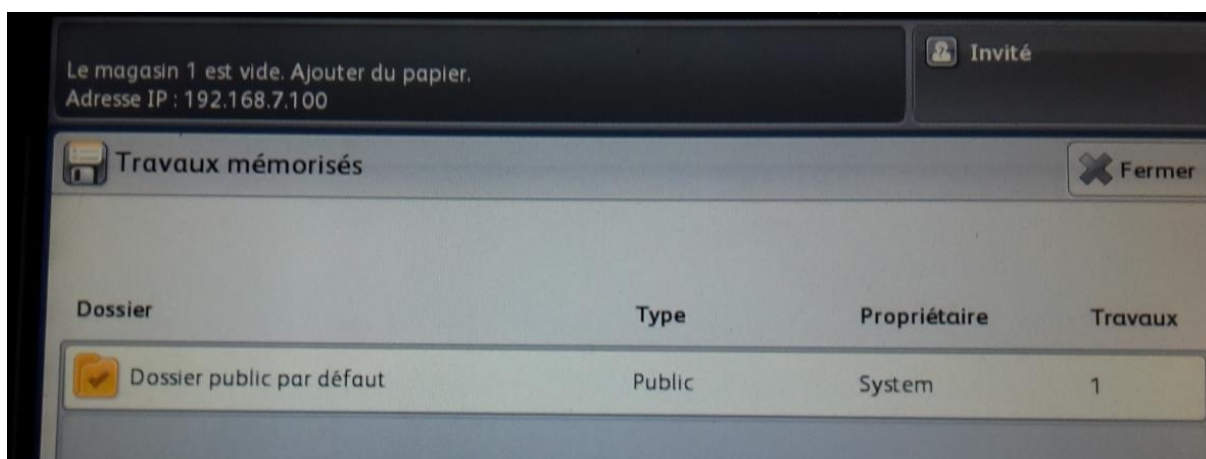 Le magasin 1 est vide. Ajouter du papier.
Adresse IP : 192.168.7.100
Invité
Travaux mémorisés
Fermer
Dossier Type Propriétaire Travaux
Dossier public par défaut Public System 1